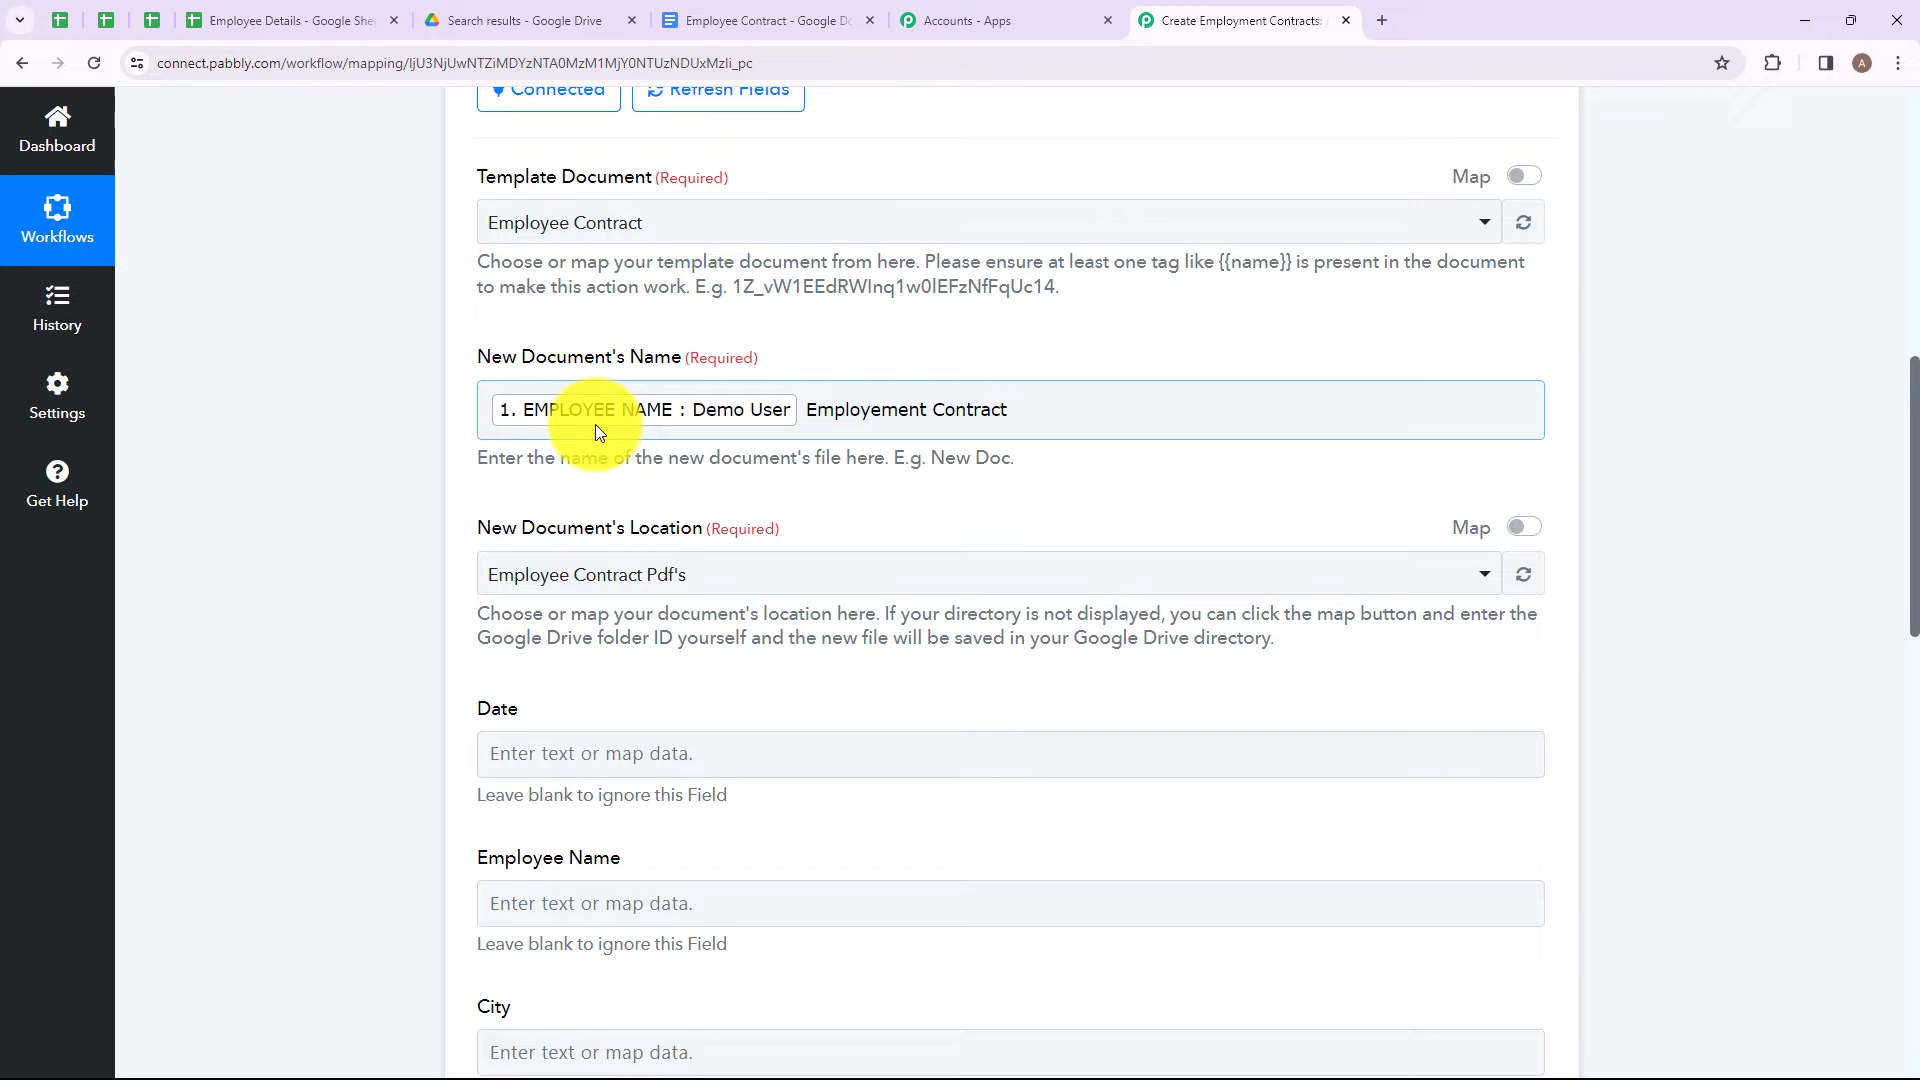 Employee Details - Google She
Search results - Google Drive
Employee Contract - Google Do
Accounts - Apps
Create Employment Contracts:
connect.pabbly.com/workflow/mapping/IjU3NjUwNTZiMDYzNTA0MzM1MjY0NTUzNDUxMzIi_pc
A
Connected
Refresh Fields
Dashboard
Workflows
History
Settings
Get Help
Template Document (Required)
Map
Employee Contract
Choose or map your template document from here. Please ensure at least one tag like {{name}} is present in the document
to make this action work. E.g. 1Z_vW1EEdRWInq1w0lEFzNfFqUc14.
New Document's Name (Required)
1. EMPLOYEE NAME : Demo User Employement Contract
Enter the name of the new document's file here. E.g. New Doc.
New Document's Location (Required)
Map
Employee Contract Pdf's
Choose or map your document's location here. If your directory is not displayed, you can click the map button and enter the
Google Drive folder ID yourself and the new file will be saved in your Google Drive directory.
Date
Enter text or map data.
Leave blank to ignore this Field
Employee Name
Enter text or map data.
Leave blank to ignore this Field
City
Enter text or map data.